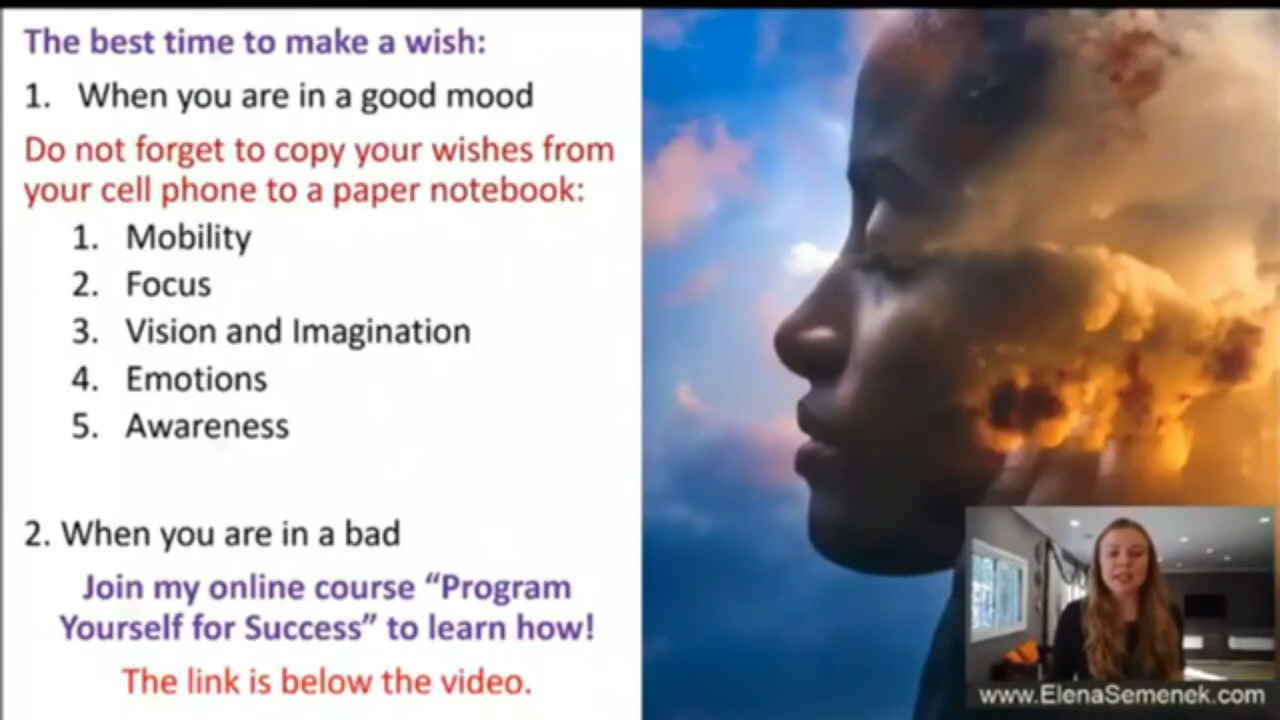 The best time to make a wish:
1. When you are in a good mood
Do not forget to copy your wishes from
your cell phone to a paper notebook:
1. Mobility
2. Focus
3. Vision and Imagination
4. Emotions
5. Awareness
2. When you are in a bad
Join my online course “Program
Yourself for Success” to learn how!
The link is below the video.
www.ElenaSemenek.com